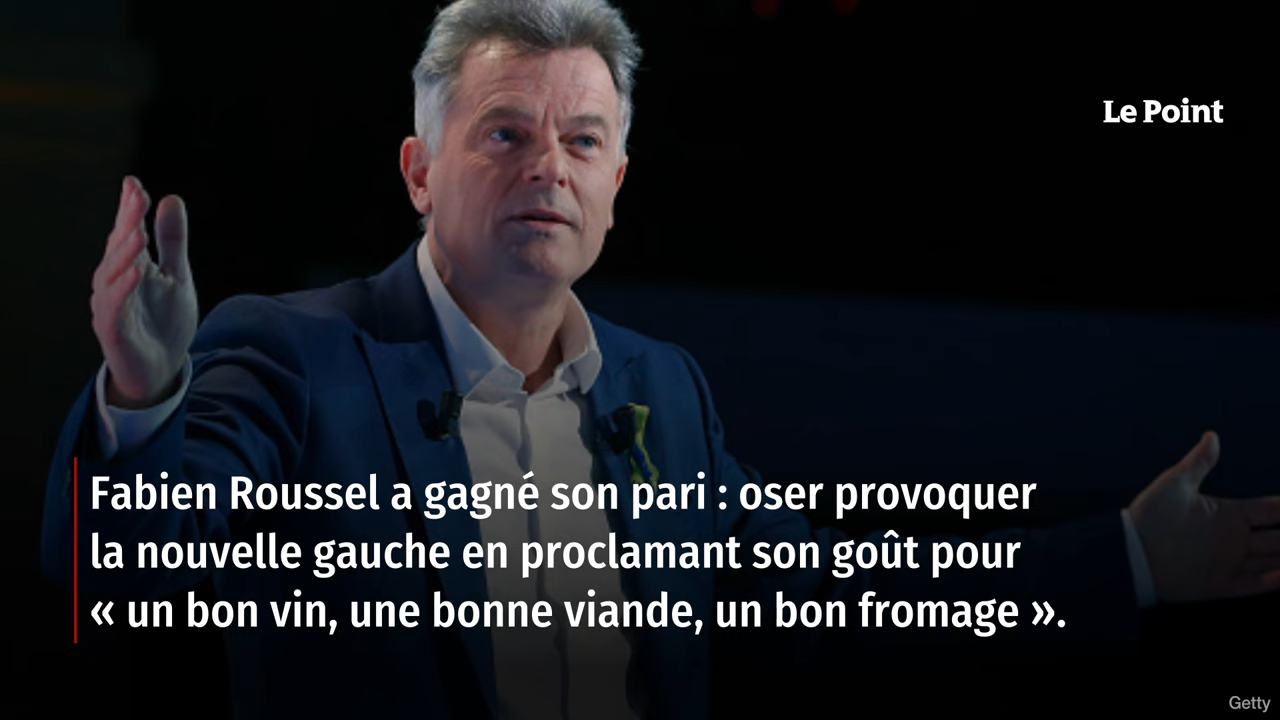 Le Point
Fabien Roussel a gagné son pari : oser provoquer
la nouvelle gauche en proclamant son goût pour
« un bon vin, une bonne viande, un bon fromage ».
Getty